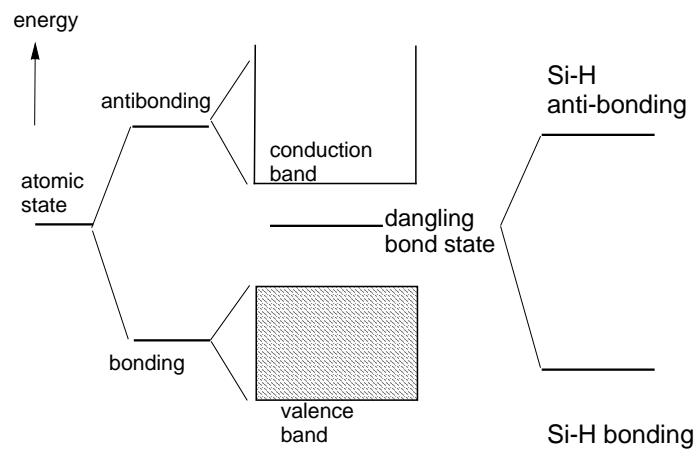 energy
antibonding
atomic
state
bonding
conduction
band
dangling
bond state
valence
band
Si-H
anti-bonding
Si-H bonding